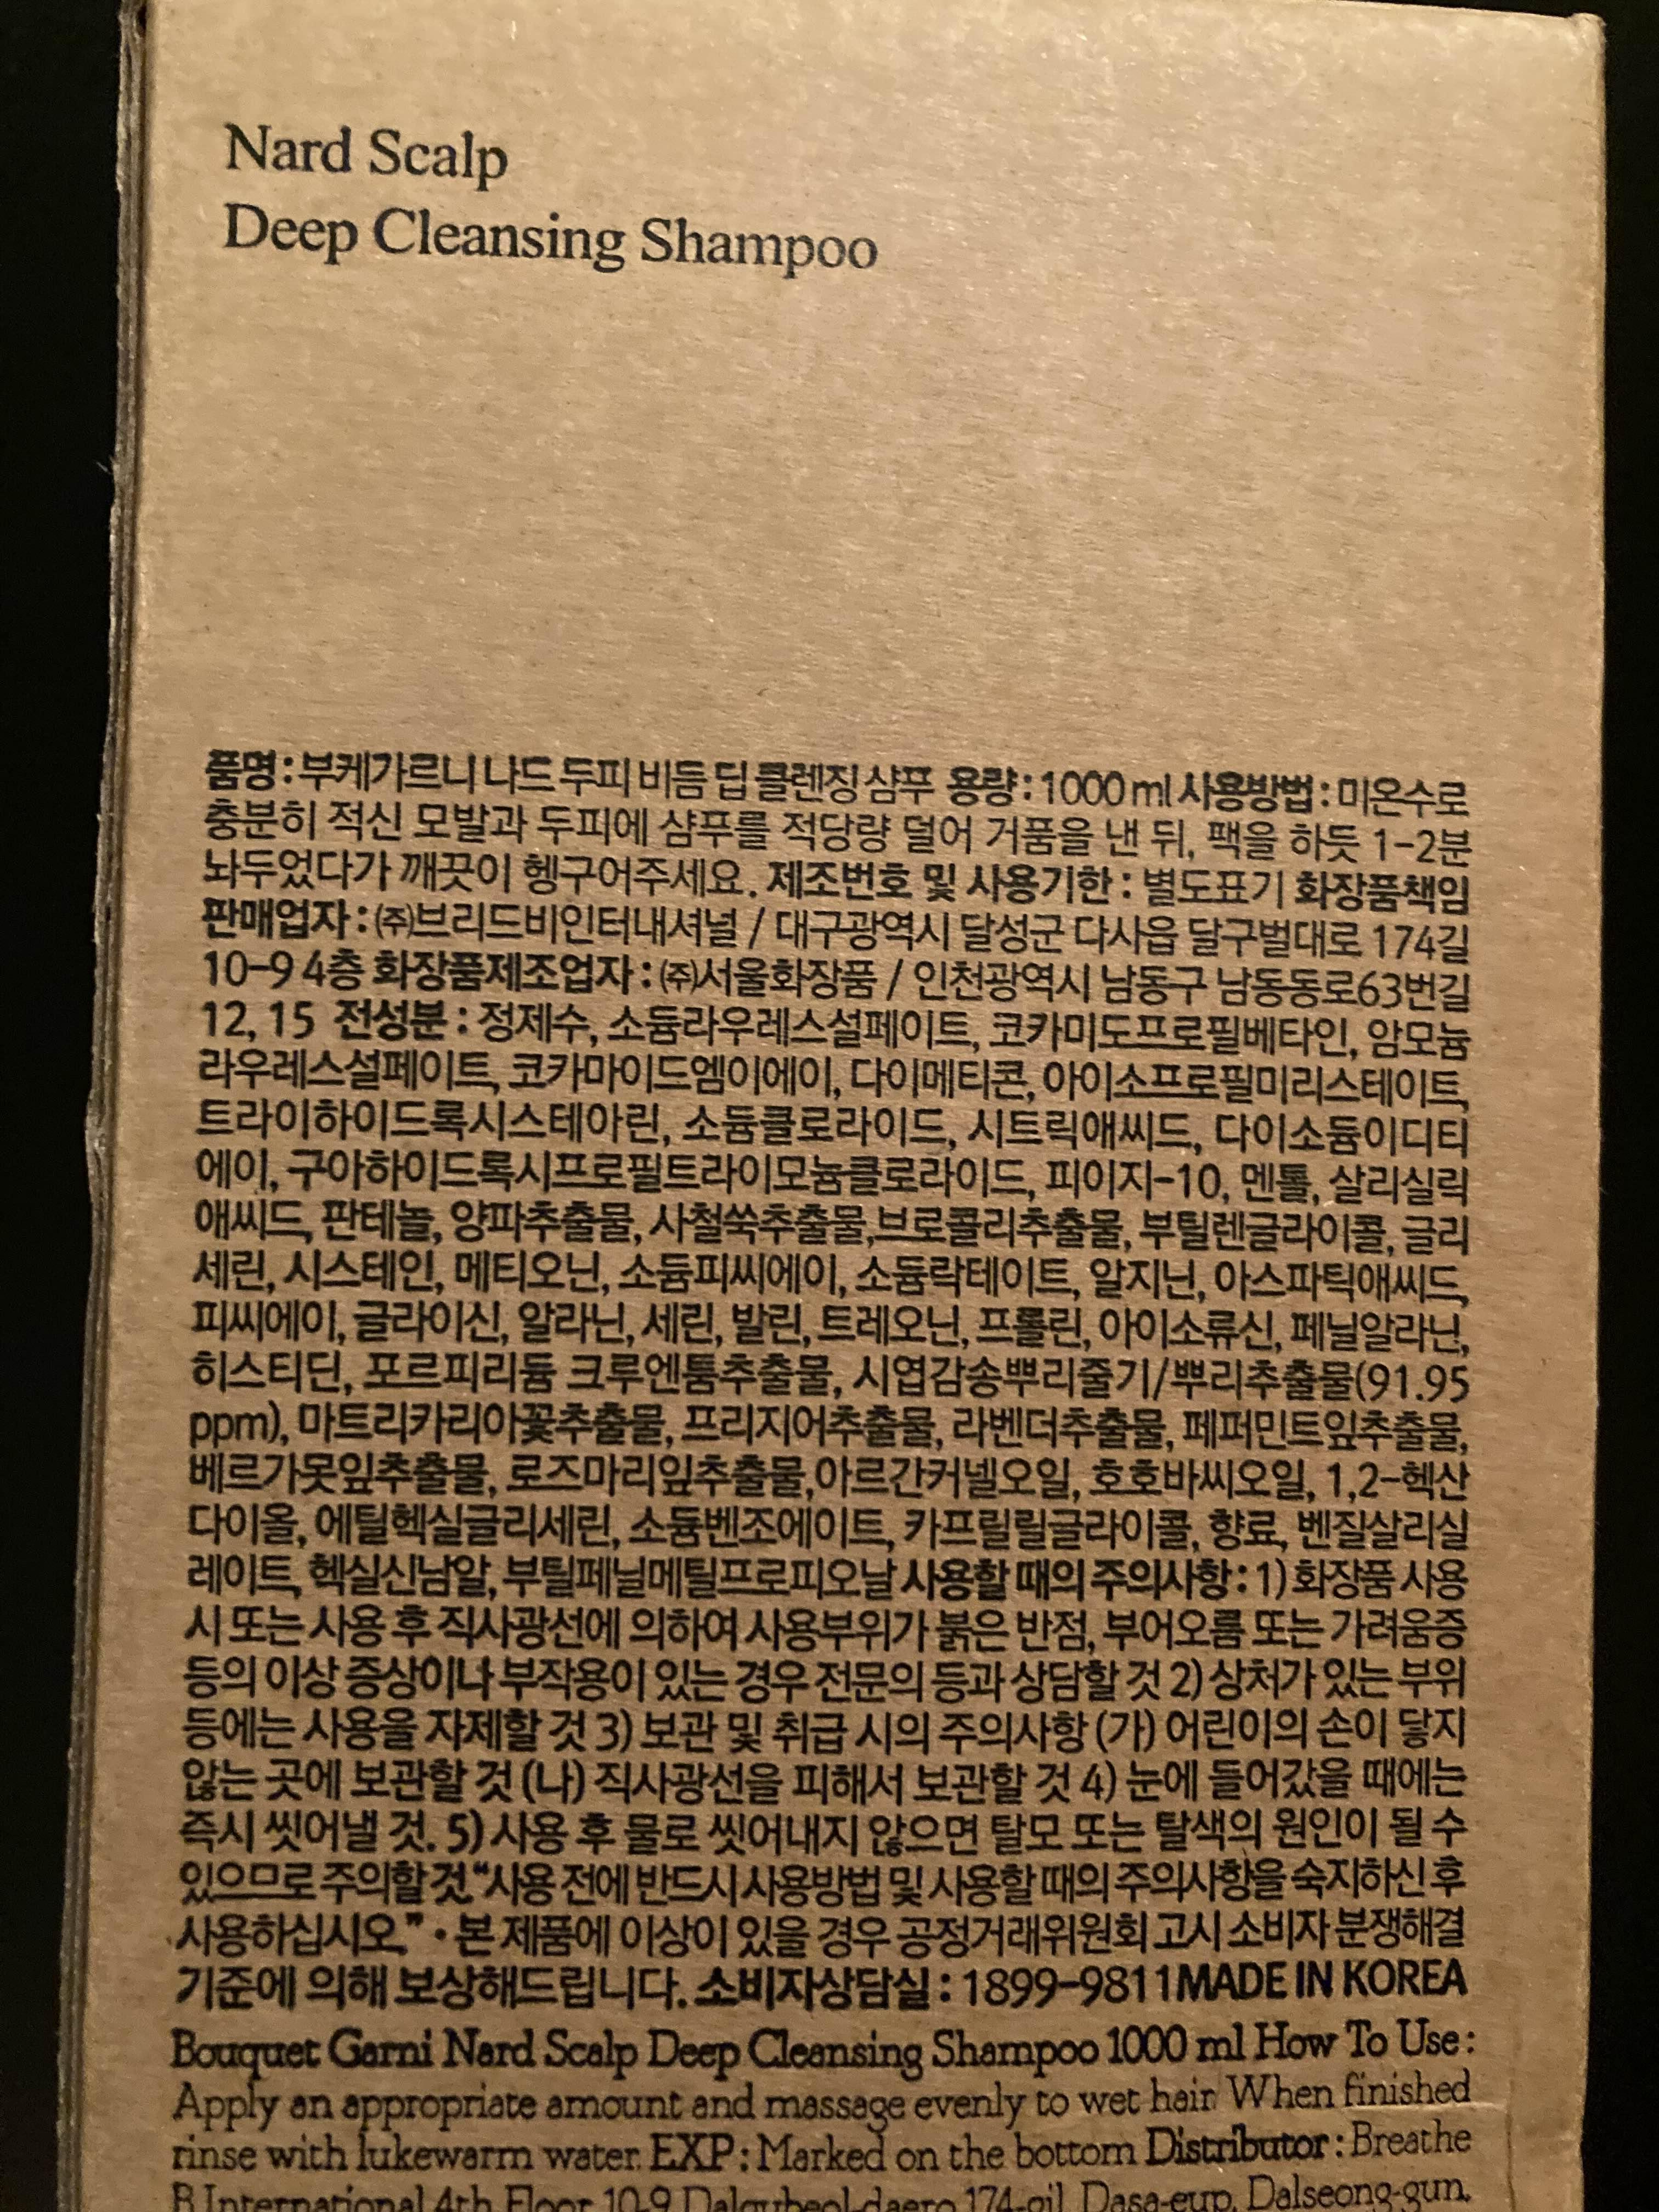 Nard Scalp
Deep Cleansing Shampoo
품명 : 부케가르니 나드 두피 비듬 딥 클렌징 샴푸 용량 : 1000 ml 사용방법 : 미온수로
충분히 적신 모발과 두피에 샴푸를 적당량 덜어 거품을 낸 뒤, 팩을 하듯 1-2분
놔두었다가 깨끗이 헹구어주세요. 제조번호 및 사용기한 : 별도표기 화장품책임
판매업자 : ㈜브리드비인터내셔널 / 대구광역시 달성군 다사읍 달구벌대로 174길
10-9 4층 화장품제조업자 : ㈜서울화장품 / 인천광역시 남동구 남동동로63번길
12, 15 전성분 : 정제수, 소듐라우레스설페이트, 코카미도프로필베타인, 암모늄
라우레스설페이트, 코카마이드엠이에이, 다이메티콘, 아이소프로필미리스테이트,
트라이하이드록시스테아린, 소듐클로라이드, 시트릭애씨드, 다이소듐이디티
에이, 구아하이드록시프로필트라이모늄클로라이드, 피이지-10, 멘톨, 살리실릭
애씨드, 판테놀, 양파추출물, 사철쑥추출물,브로콜리추출물, 부틸렌글라이콜, 글리
세린, 시스테인, 메티오닌, 소듐피씨에이, 소듐락테이트, 알지닌, 아스파틱애씨드,
피씨에이, 글라이신, 알라닌, 세린, 발린, 트레오닌, 프롤린, 아이소류신, 페닐알라닌,
히스티딘, 포르피리듐 크루엔툼추출물, 시엽감송뿌리줄기/뿌리추출물(91.95
ppm), 마트리카리아꽃추출물, 프리지어추출물, 라벤더추출물, 페퍼민트잎추출물,
베르가못잎추출물, 로즈마리잎추출물,아르간커넬오일, 호호바씨오일, 1,2-헥산
다이올, 에틸헥실글리세린, 소듐벤조에이트, 카프릴릴글라이콜, 향료, 벤질살리실
레이트, 헥실신남알, 부틸페닐메틸프로피오날 사용할 때의 주의사항 : 1) 화장품 사용
시 또는 사용 후 직사광선에 의하여 사용부위가 붉은 반점, 부어오름 또는 가려움증
등의 이상 증상이나 부작용이 있는 경우 전문의 등과 상담할 것 2) 상처가 있는 부위
등에는 사용을 자제할 것 3) 보관 및 취급 시의 주의사항 (가) 어린이의 손이 닿지
않는 곳에 보관할 것 (나) 직사광선을 피해서 보관할 것 4) 눈에 들어갔을 때에는
즉시 씻어낼 것. 5) 사용 후 물로 씻어내지 않으면 탈모 또는 탈색의 원인이 될 수
있으므로 주의할 것. “사용 전에 반드시 사용방법 및 사용할 때의 주의사항을 숙지하신 후
사용하십시오.” • 본 제품에 이상이 있을 경우 공정거래위원회 고시 소비자 분쟁해결
기준에 의해 보상해드립니다. 소비자상담실 : 1899-9811 MADE IN KOREA
Bouquet Garni Nard Scalp Deep Cleansing Shampoo 1000 ml How To Use :
Apply an appropriate amount and massage evenly to wet hair. When finished
rinse with lukewarm water. EXP : Marked on the bottom Distributor : Breathe
B International 4th Floor, 10-9 Dalgubeol-daero 174-gil, Dasa-eup, Dalseong-gun,